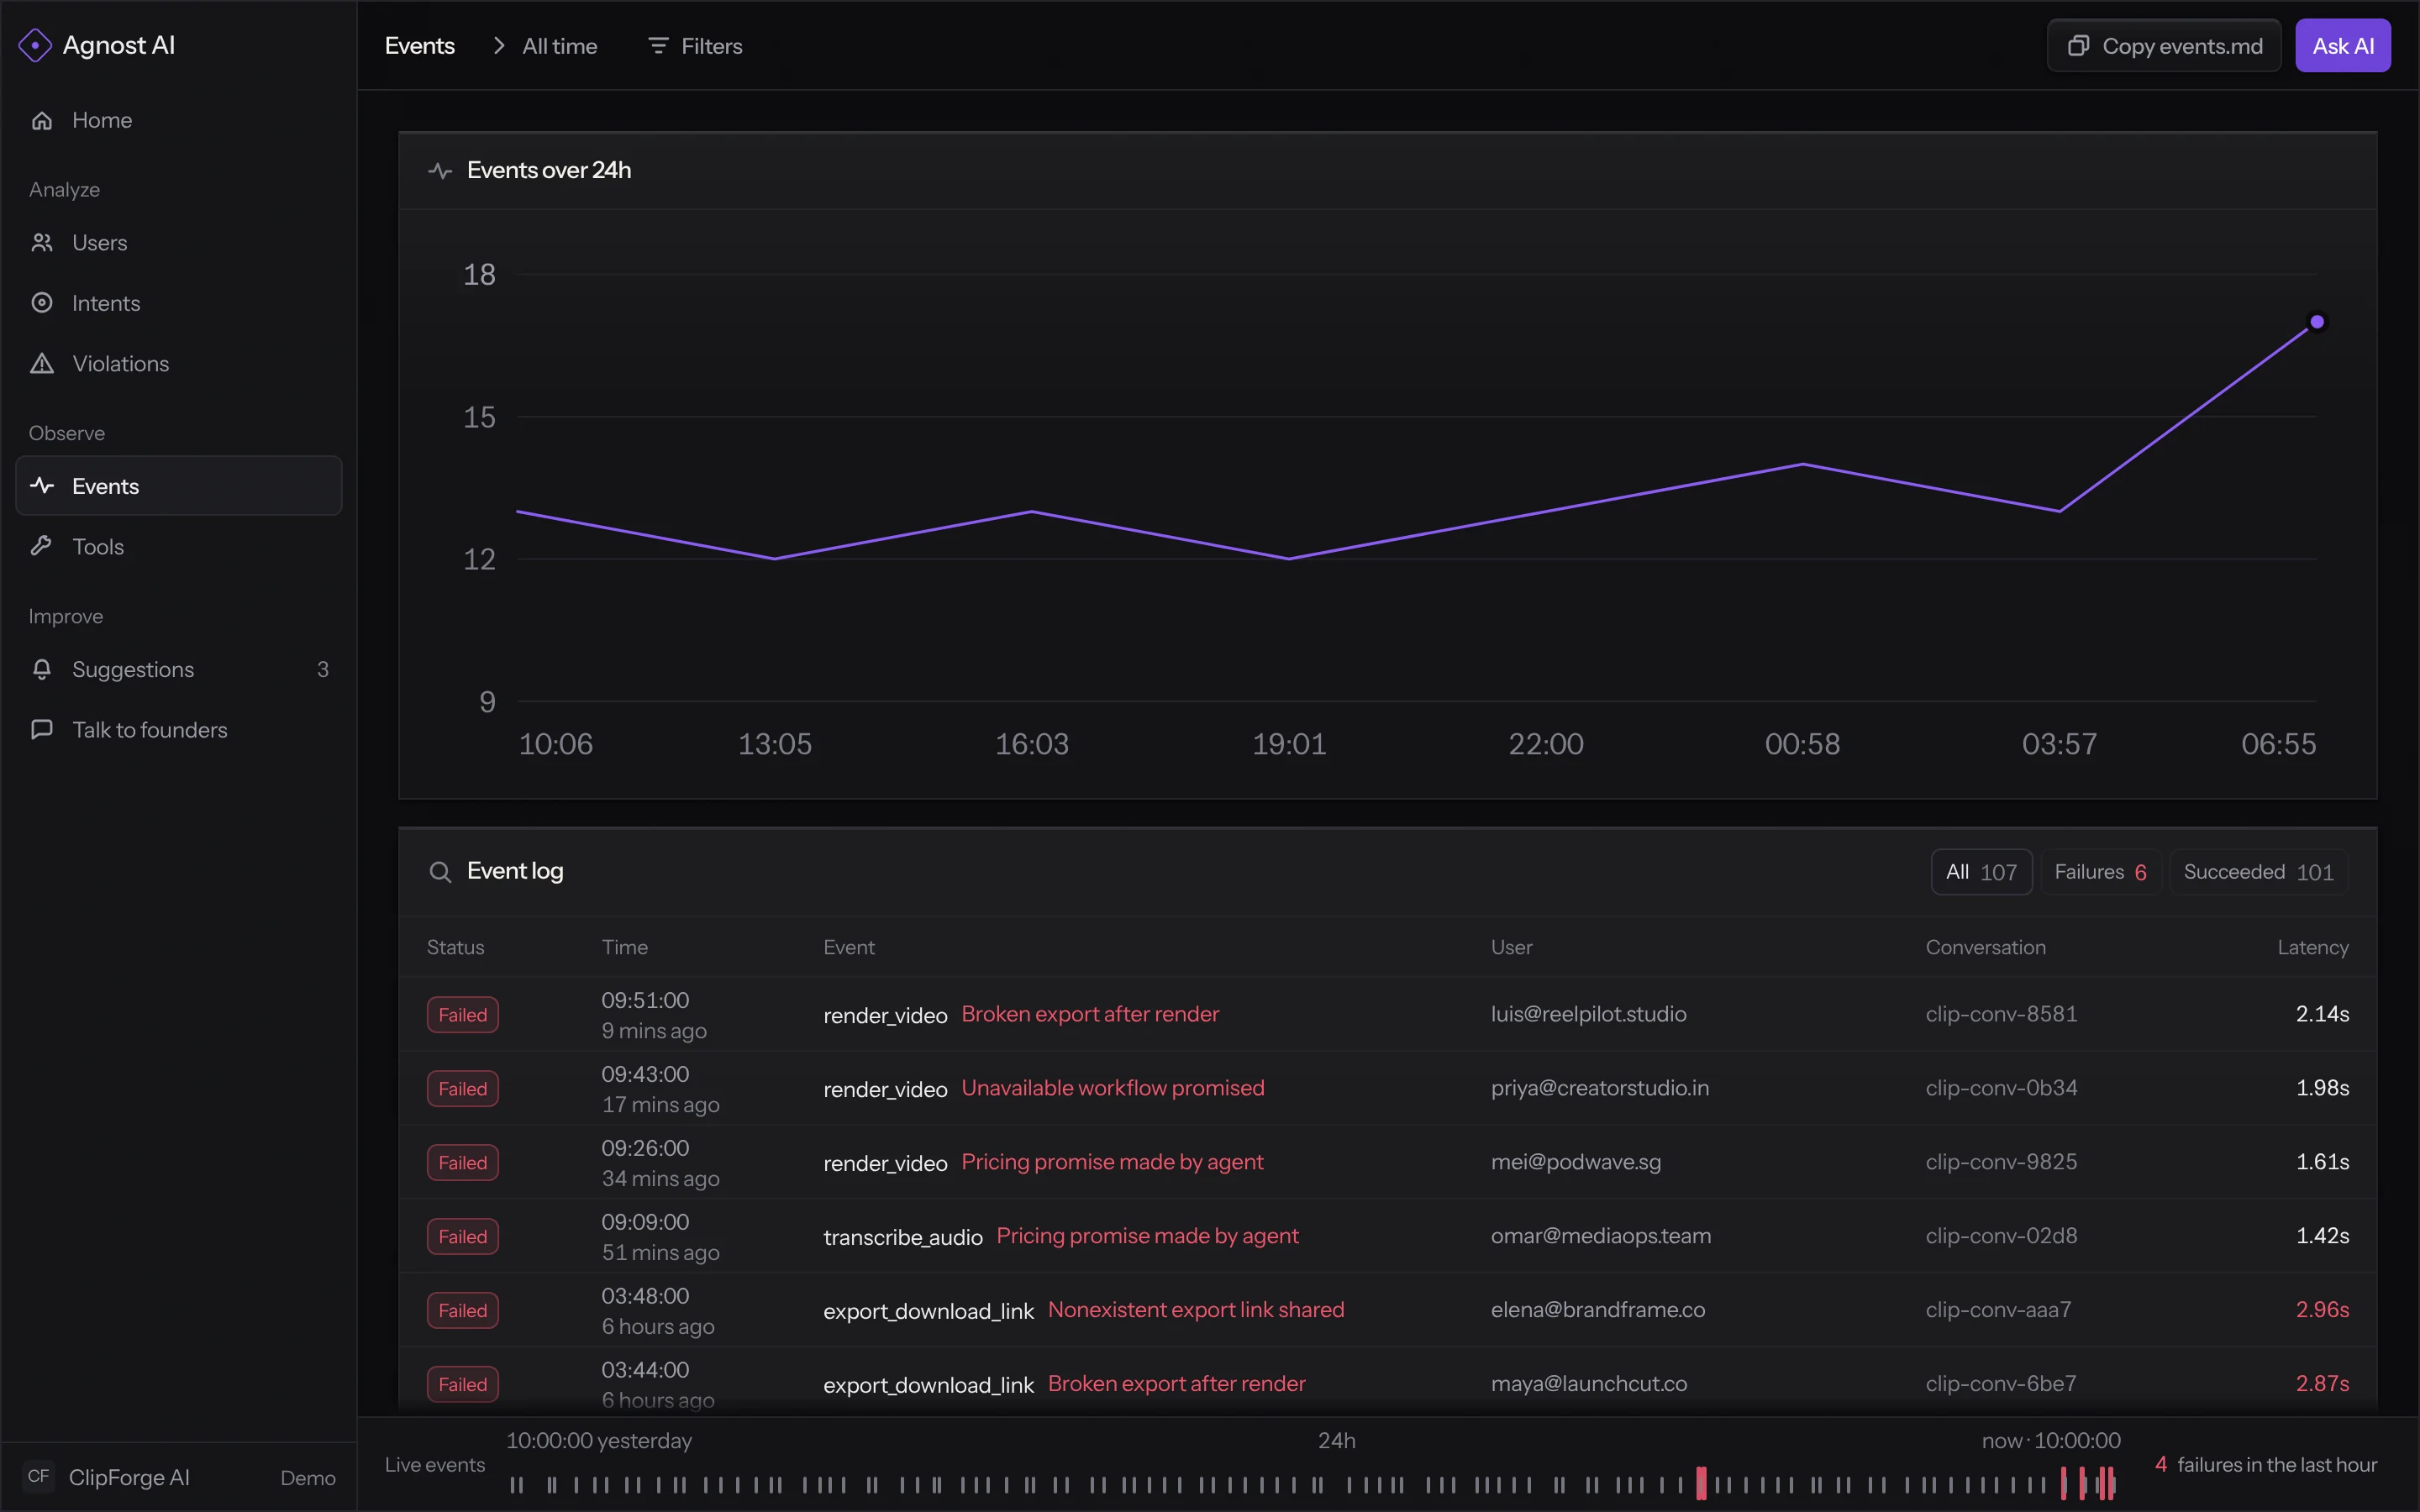 Agnost AI
Home
Analyze
Users
Intents
Violations
Observe
Events
Tools
Improve
Suggestions 3
Talk to founders
CF ClipForge AI Demo
Events > All time Filters
Copy events.md
Ask AI
Events over 24h
18
15
12
9
10:06 13:05 16:03 19:01 22:00 00:58 03:57 06:55
Event log
All 107 Failures 6 Succeeded 101
Status Time Event User Conversation Latency
Failed 09:51:00 render_video Broken export after render luis@reelpilot.studio clip-conv-8581 2.14s
9 mins ago
Failed 09:43:00 render_video Unavailable workflow promised priya@creatorstudio.in clip-conv-0b34 1.98s
17 mins ago
Failed 09:26:00 render_video Pricing promise made by agent mei@podwave.sg clip-conv-9825 1.61s
34 mins ago
Failed 09:09:00 transcribe_audio Pricing promise made by agent omar@mediaops.team clip-conv-02d8 1.42s
51 mins ago
Failed 03:48:00 export_download_link Nonexistent export link shared elena@brandframe.co clip-conv-aaa7 2.96s
6 hours ago
Failed 03:44:00 export_download_link Broken export after render maya@launchcut.co clip-conv-6be7 2.87s
6 hours ago
10:00:00 yesterday 24h now · 10:00:00
Live events
4 failures in the last hour